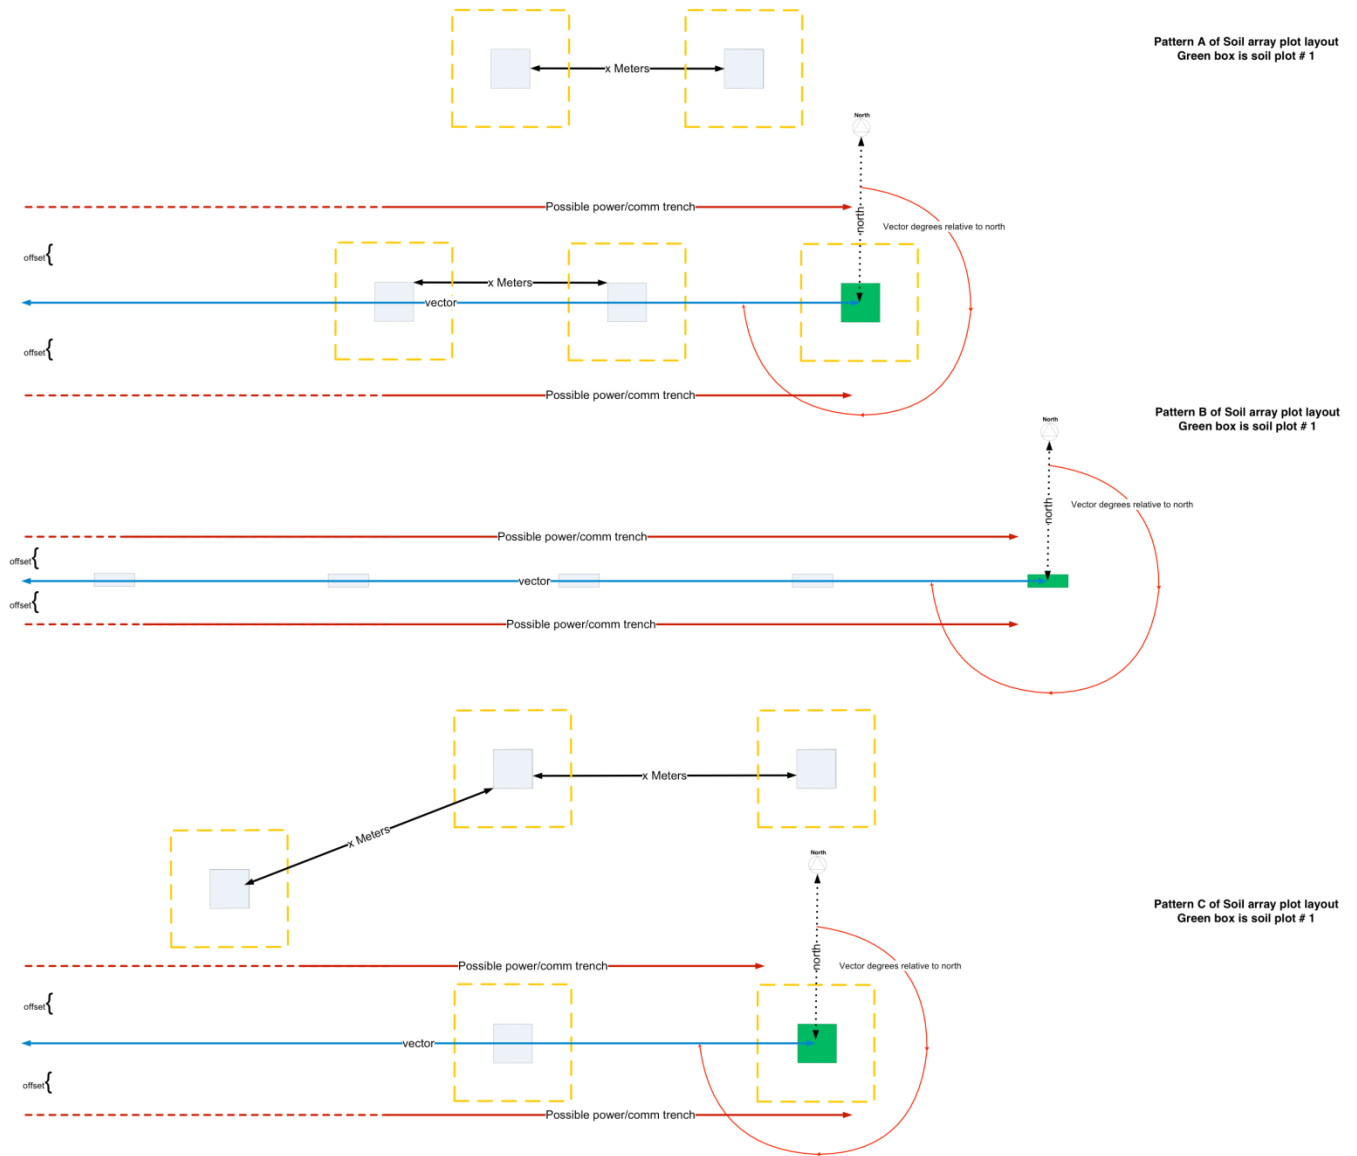 Pattern A of Soil array plot layout
Green box is soil plot # 1
x Meters
North
Possible power/comm trench
north
Vector degrees relative to north
offset{
x Meters
vector
offset{
Possible power/comm trench
Pattern B of Soil array plot layout
Green box is soil plot # 1
North
Vector degrees relative to north
north
Possible power/comm trench
offset{
vector
offset{
Possible power/comm trench
x Meters
x Meters
North
Pattern C of Soil array plot layout
Green box is soil plot # 1
north
Possible power/comm trench
Vector degrees relative to north
offset{
vector
offset{
Possible power/comm trench